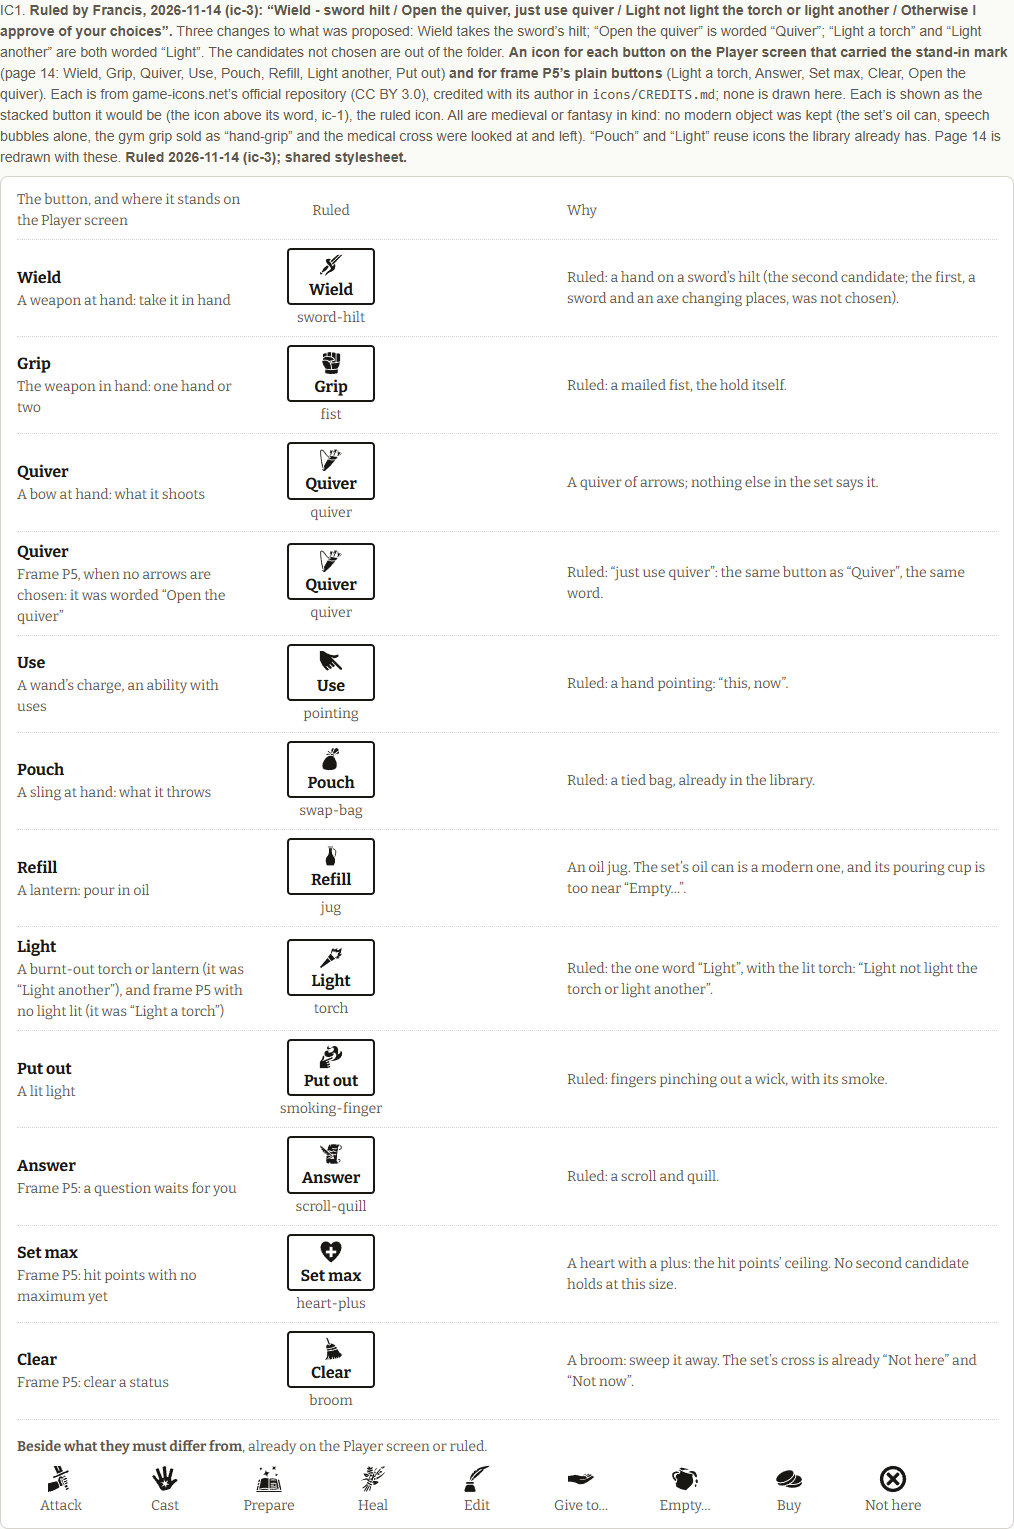 IC1. Ruled by Francis, 2026-11-14 (ic-3): “Wield - sword hilt / Open the quiver, just use quiver / Light not light the torch or light another / Otherwise I
approve of your choices”. Three changes to what was proposed: Wield takes the sword’s hilt; “Open the quiver” is worded “Quiver”; “Light a torch” and “Light
another” are both worded “Light”. The candidates not chosen are out of the folder. An icon for each button on the Player screen that carried the stand-in mark
(page 14: Wield, Grip, Quiver, Use, Pouch, Refill, Light another, Put out) and for frame P5’s plain buttons (Light a torch, Answer, Set max, Clear, Open the
quiver). Each is from game-icons.net’s official repository (CC BY 3.0), credited with its author in icons/CREDITS.md; none is drawn here. Each is shown as the
stacked button it would be (the icon above its word, ic-1), the ruled icon. All are medieval or fantasy in kind: no modern object was kept (the set’s oil can, speech
bubbles alone, the gym grip sold as “hand-grip” and the medical cross were looked at and left). “Pouch” and “Light” reuse icons the library already has. Page 14 is
redrawn with these. Ruled 2026-11-14 (ic-3); shared stylesheet.
The button, and where it stands on
the Player screen
Ruled
Why
Wield
A weapon at hand: take it in hand
Wield
sword-hilt
Ruled: a hand on a sword’s hilt (the second candidate; the first, a
sword and an axe changing places, was not chosen).
Grip
The weapon in hand: one hand or
two
Grip
fist
Ruled: a mailed fist, the hold itself.
Quiver
A bow at hand: what it shoots
Quiver
quiver
A quiver of arrows; nothing else in the set says it.
Quiver
Frame P5, when no arrows are
chosen: it was worded “Open the
quiver”
Quiver
quiver
Ruled: “just use quiver”: the same button as “Quiver”, the same
word.
Use
A wand’s charge, an ability with
uses
Use
pointing
Ruled: a hand pointing: “this, now”.
Pouch
A sling at hand: what it throws
Pouch
swap-bag
Ruled: a tied bag, already in the library.
Refill
A lantern: pour in oil
Refill
jug
An oil jug. The set’s oil can is a modern one, and its pouring cup is
too near “Empty…”.
Light
A burnt-out torch or lantern (it was
“Light another”), and frame P5 with
no light lit (it was “Light a torch”)
Light
torch
Ruled: the one word “Light”, with the lit torch: “Light not light the
torch or light another”.
Put out
A lit light
Put out
smoking-finger
Ruled: fingers pinching out a wick, with its smoke.
Answer
Frame P5: a question waits for you
Answer
scroll-quill
Ruled: a scroll and quill.
Set max
Frame P5: hit points with no
maximum yet
Set max
heart-plus
A heart with a plus: the hit points’ ceiling. No second candidate
holds at this size.
Clear
Frame P5: clear a status
Clear
broom
A broom: sweep it away. The set’s cross is already “Not here” and
“Not now”.
Beside what they must differ from, already on the Player screen or ruled.
Attack
Cast
Prepare
Heal
Edit
Give to…
Empty…
Buy
Not here